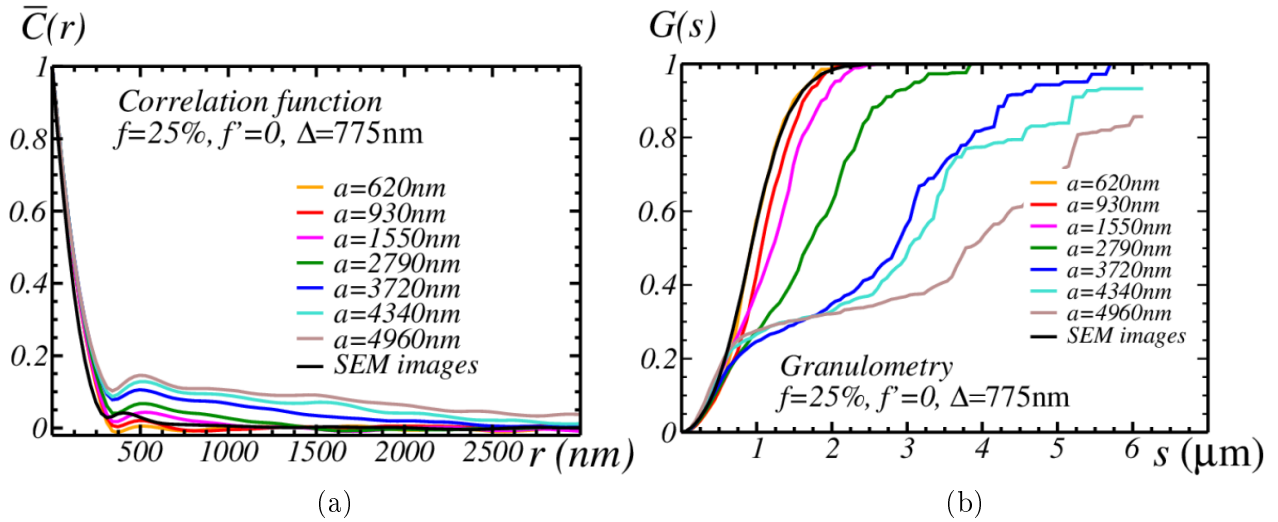 C̅(r)
1
0.8
0.6
0.4
0.2
0
Correlation function
f=25%, f'=0, Δ=775nm
a=620nm
a=930nm
a=1550nm
a=2790nm
a=3720nm
a=4340nm
a=4960nm
SEM images
500 1000 1500 2000 2500 r (nm)
(a)
G(s)
1
0.8
0.6
0.4
0.2
0
a=620nm
a=930nm
a=1550nm
a=2790nm
a=3720nm
a=4340nm
a=4960nm
SEM images
Granulometry
f=25%, f'=0, Δ=775nm
1 2 3 4 5 6 s (μm)
(b)